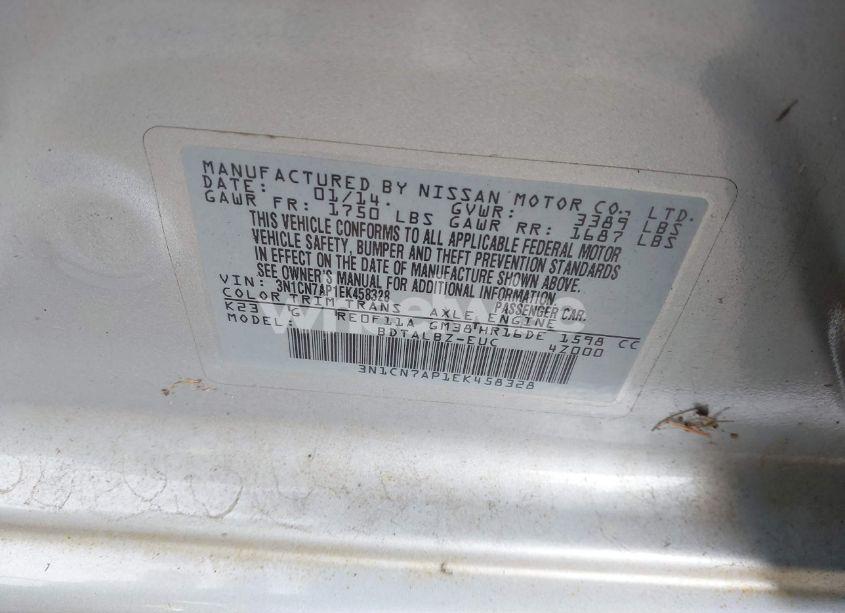 MANUFACTURED BY NISSAN MOTOR CO., LTD.
DATE: 01/14. GVWR: 3389 LBS
GAWR FR: 1750 LBS GAWR RR: 1687 LBS
THIS VEHICLE CONFORMS TO ALL APPLICABLE FEDERAL MOTOR
VEHICLE SAFETY, BUMPER AND THEFT PREVENTION STANDARDS
IN EFFECT ON THE DATE OF MANUFACTURE SHOWN ABOVE.
SEE OWNER'S MANUAL FOR ADDITIONAL INFORMATION
VIN: 3N1CN7AP1EK458328 PASSENGER CAR.
COLOR TRIM TRANS AXLE ENGINE
K23 G RE0F11A GM38 HR16DE 1598 CC
MODEL: BDTALBZ-EUC 4Z000
3N1CN7AP1EK458328